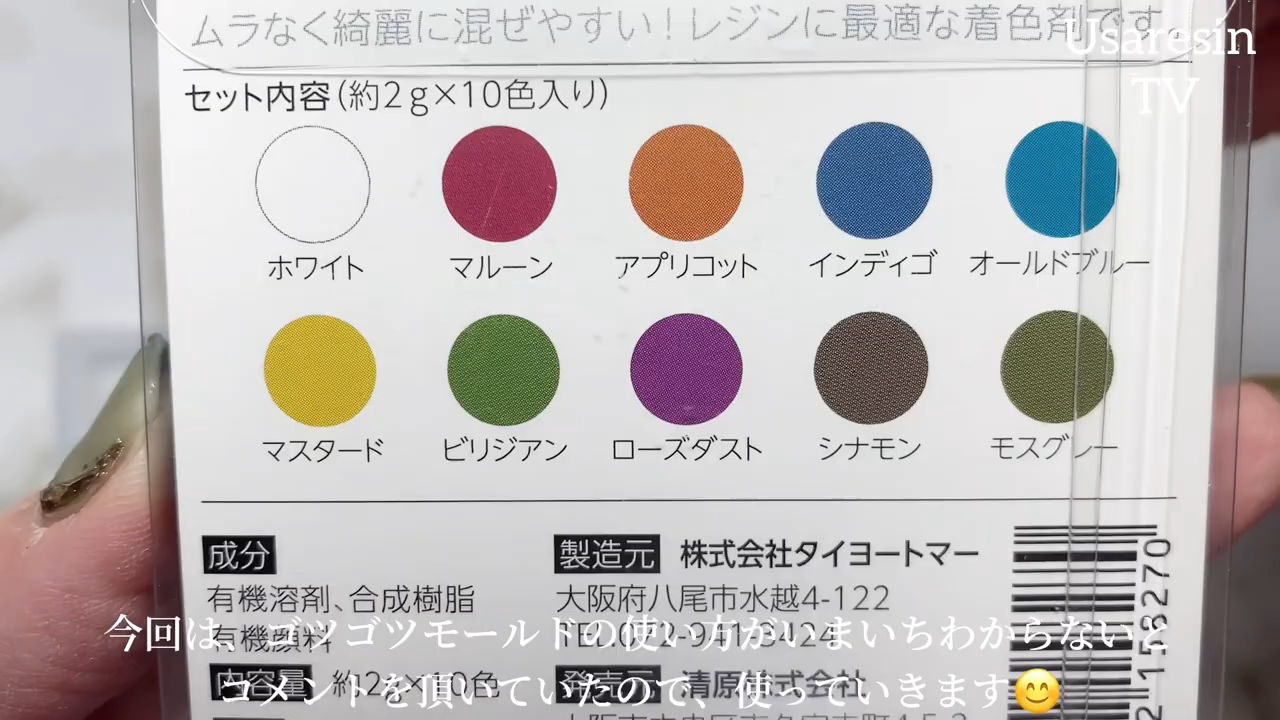 ムラなく綺麗に混ぜやすい！レジンに最適な着色剤です
Usaresin
TV
セット内容(約2g×10色入り)
ホワイト
マルーン
アプリコット
インディゴ
オールドブルー
マスタード
ビリジアン
ローズダスト
シナモン
モスグレー
成分
有機溶剤、合成樹脂
有機顔料
内容量
製造元 株式会社タイヨートマー
大阪府八尾市水越4-122
発売元 清原株式会社
今回は、ゴツゴツモールドの使い方がいまいちわからないと
コメントを頂いていたので、使っていきます😊